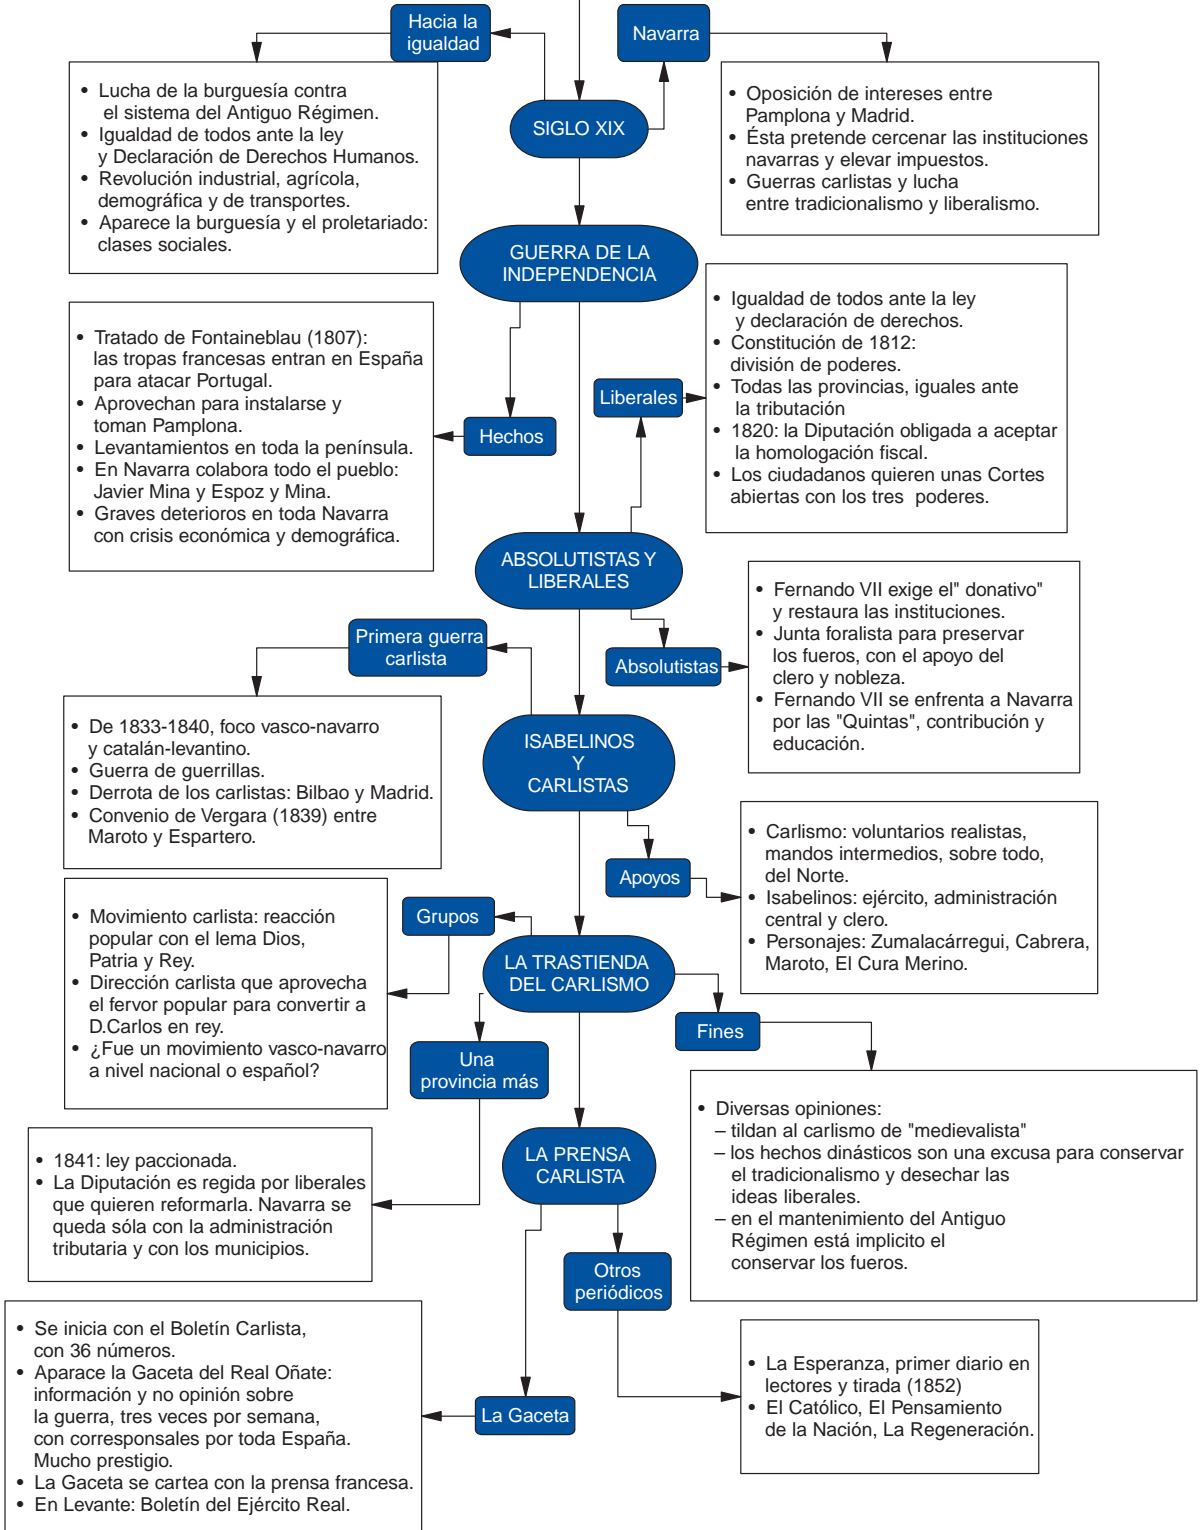 Hacia la
igualdad
Navarra
• Lucha de la burguesía contra
el sistema del Antiguo Régimen.
• Igualdad de todos ante la ley
y Declaración de Derechos Humanos.
• Revolución industrial, agrícola,
demográfica y de transportes.
• Aparece la burguesía y el proletariado:
clases sociales.
SIGLO XIX
• Oposición de intereses entre
Pamplona y Madrid.
• Ésta pretende cercenar las instituciones
navarras y elevar impuestos.
• Guerras carlistas y lucha
entre tradicionalismo y liberalismo.
GUERRA DE LA
INDEPENDENCIA
• Tratado de Fontaineblau (1807):
las tropas francesas entran en España
para atacar Portugal.
• Aprovechan para instalarse y
toman Pamplona.
• Levantamientos en toda la península.
• En Navarra colabora todo el pueblo:
Javier Mina y Espoz y Mina.
• Graves deterioros en toda Navarra
con crisis económica y demográfica.
Hechos
Liberales
• Igualdad de todos ante la ley
y declaración de derechos.
• Constitución de 1812:
división de poderes.
• Todas las provincias, iguales ante
la tributación
• 1820: la Diputación obligada a aceptar
la homologación fiscal.
• Los ciudadanos quieren unas Cortes
abiertas con los tres poderes.
ABSOLUTISTAS Y
LIBERALES
Absolutistas
• Fernando VII exige el" donativo"
y restaura las instituciones.
• Junta foralista para preservar
los fueros, con el apoyo del
clero y nobleza.
• Fernando VII se enfrenta a Navarra
por las "Quintas", contribución y
educación.
Primera guerra
carlista
• De 1833-1840, foco vasco-navarro
y catalán-levantino.
• Guerra de guerrillas.
• Derrota de los carlistas: Bilbao y Madrid.
• Convenio de Vergara (1839) entre
Maroto y Espartero.
ISABELINOS
Y
CARLISTAS
Apoyos
• Carlismo: voluntarios realistas,
mandos intermedios, sobre todo,
del Norte.
• Isabelinos: ejército, administración
central y clero.
• Personajes: Zumalacárregui, Cabrera,
Maroto, El Cura Merino.
Grupos
• Movimiento carlista: reacción
popular con el lema Dios,
Patria y Rey.
• Dirección carlista que aprovecha
el fervor popular para convertir a
D.Carlos en rey.
• ¿Fue un movimiento vasco-navarro
a nivel nacional o español?
LA TRASTIENDA
DEL CARLISMO
Fines
Una
provincia más
• Diversas opiniones:
– tildan al carlismo de "medievalista"
– los hechos dinásticos son una excusa para conservar
el tradicionalismo y desechar las
ideas liberales.
– en el mantenimiento del Antiguo
Régimen está implicito el
conservar los fueros.
• 1841: ley paccionada.
• La Diputación es regida por liberales
que quieren reformarla. Navarra se
queda sóla con la administración
tributaria y con los municipios.
LA PRENSA
CARLISTA
Otros
periódicos
• Se inicia con el Boletín Carlista,
con 36 números.
• Aparace la Gaceta del Real Oñate:
información y no opinión sobre
la guerra, tres veces por semana,
con corresponsales por toda España.
Mucho prestigio.
• La Gaceta se cartea con la prensa francesa.
• En Levante: Boletín del Ejército Real.
La Gaceta
• La Esperanza, primer diario en
lectores y tirada (1852)
• El Católico, El Pensamiento
de la Nación, La Regeneración.